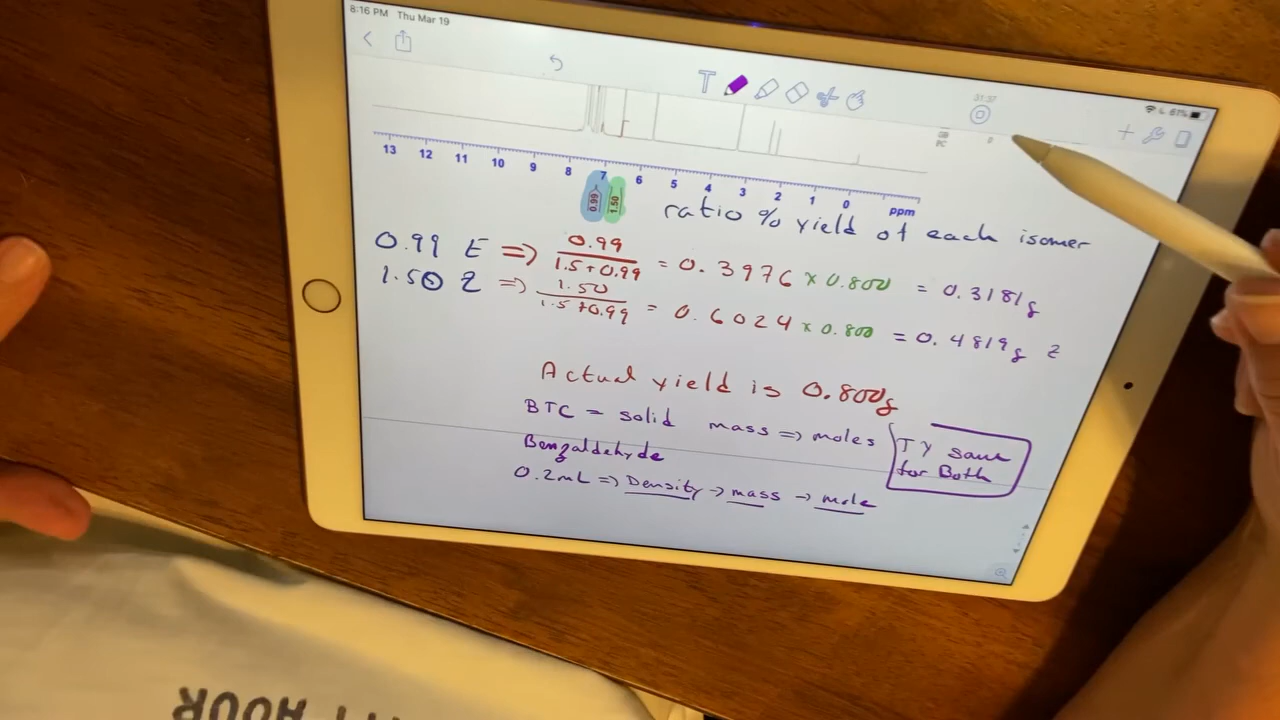 8:16 PM Thu Mar 19
61%
T
31:37
13 12 11 10 9 8 7 6 5 4 3 2 1 0 ppm
0.99 1.50
ratio % yield of each isomer
0.99 E => 0.99 / 1.5+0.99 = 0.3976 x 0.800 = 0.3181g
1.50 Z => 1.50 / 1.5+0.99 = 0.6024 x 0.800 = 0.4819g Z
Actual yield is 0.800g
BTC = solid mass => moles
TY same
for Both
Benzaldehyde
0.2mL => Density -> mass -> mole
HOUR